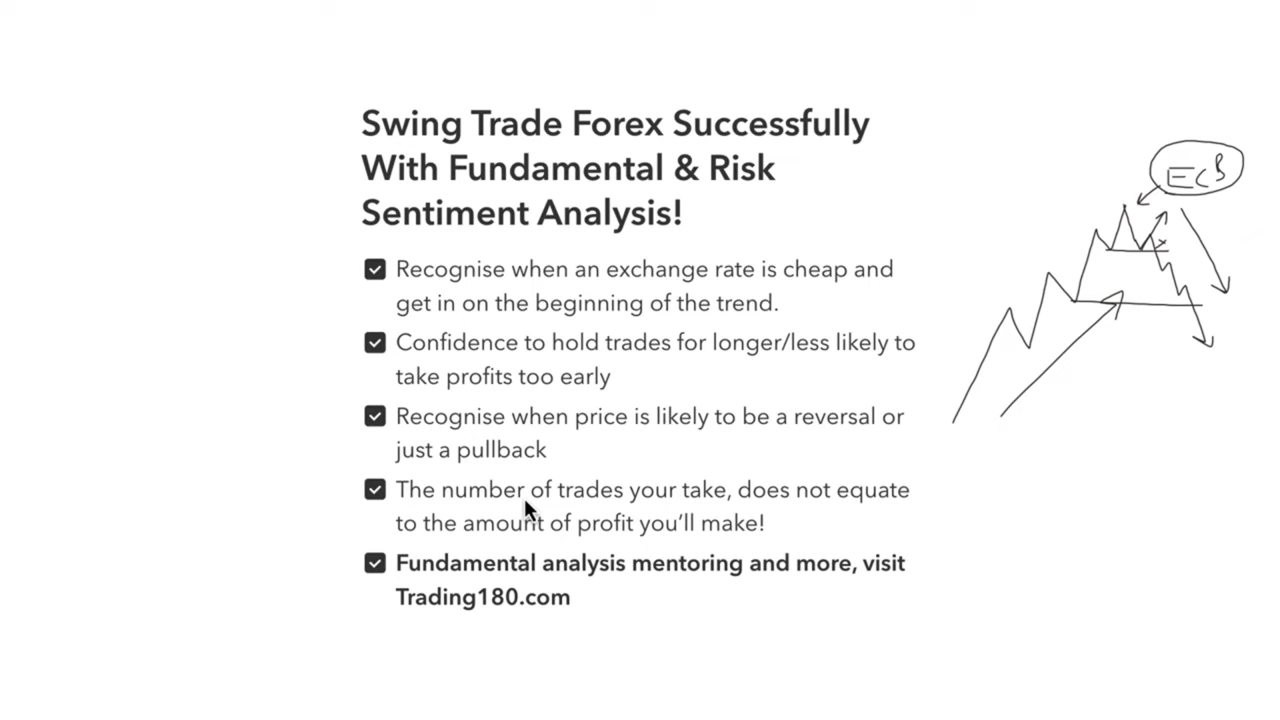 Swing Trade Forex Successfully
With Fundamental & Risk
Sentiment Analysis!
Recognise when an exchange rate is cheap and
get in on the beginning of the trend.
Confidence to hold trades for longer/less likely to
take profits too early
Recognise when price is likely to be a reversal or
just a pullback
The number of trades your take, does not equate
to the amount of profit you’ll make!
Fundamental analysis mentoring and more, visit
Trading180.com
ECB